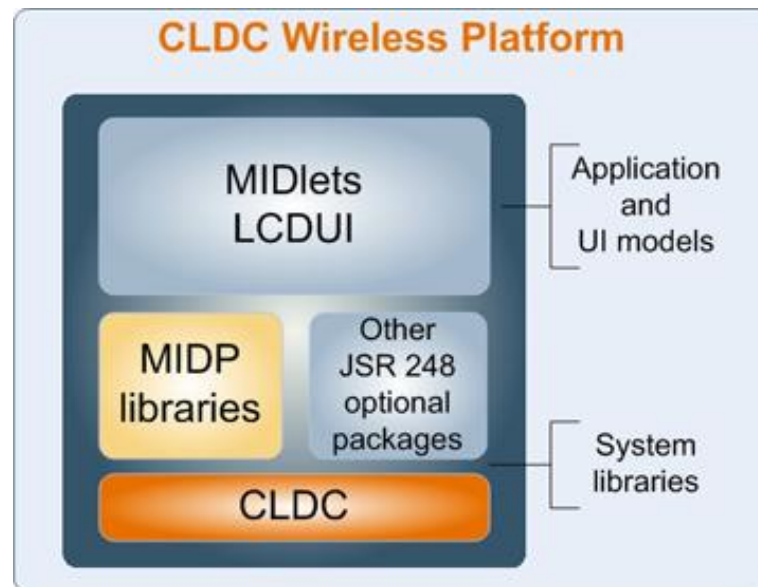 CLDC Wireless Platform
MIDlets
LCDUI
Application
and
UI models
MIDP
libraries
Other
JSR 248
optional
packages
System
libraries
CLDC